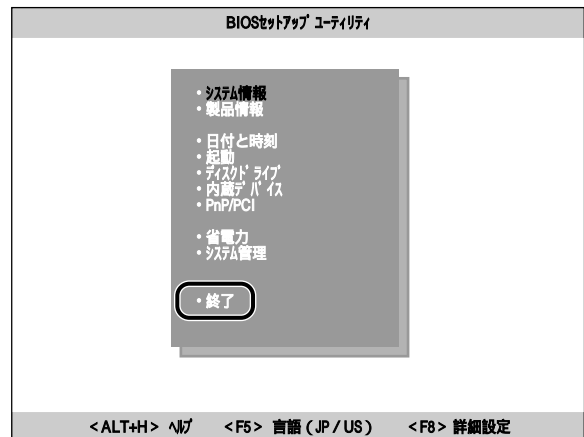 BIOSｾｯﾄｱｯﾌﾟ ﾕｰﾃｨﾘﾃｨ
・ｼｽﾃﾑ情報
・製品情報
・日付と時刻
・起動
・ﾃﾞｨｽｸﾄﾞﾗｲﾌﾞ
・内蔵ﾃﾞﾊﾞｲｽ
・PnP/PCI
・省電力
・ｼｽﾃﾑ管理
・終了
<ALT+H> ﾍﾙﾌﾟ <F5> 言語 ( JP / US ) <F8> 詳細設定